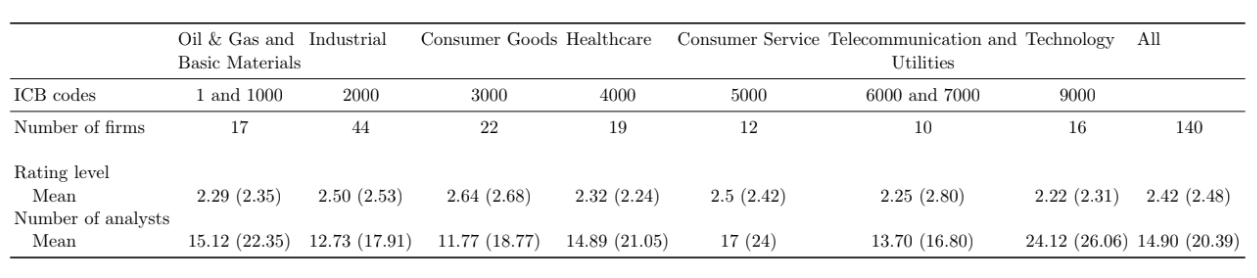 Oil & Gas and Industrial Consumer Goods Healthcare Consumer Service Telecommunication and Technology All
Basic Materials Utilities
ICB codes 1 and 1000 2000 3000 4000 5000 6000 and 7000 9000
Number of firms 17 44 22 19 12 10 16 140
Rating level
Mean 2.29 (2.35) 2.50 (2.53) 2.64 (2.68) 2.32 (2.24) 2.5 (2.42) 2.25 (2.80) 2.22 (2.31) 2.42 (2.48)
Number of analysts
Mean 15.12 (22.35) 12.73 (17.91) 11.77 (18.77) 14.89 (21.05) 17 (24) 13.70 (16.80) 24.12 (26.06) 14.90 (20.39)